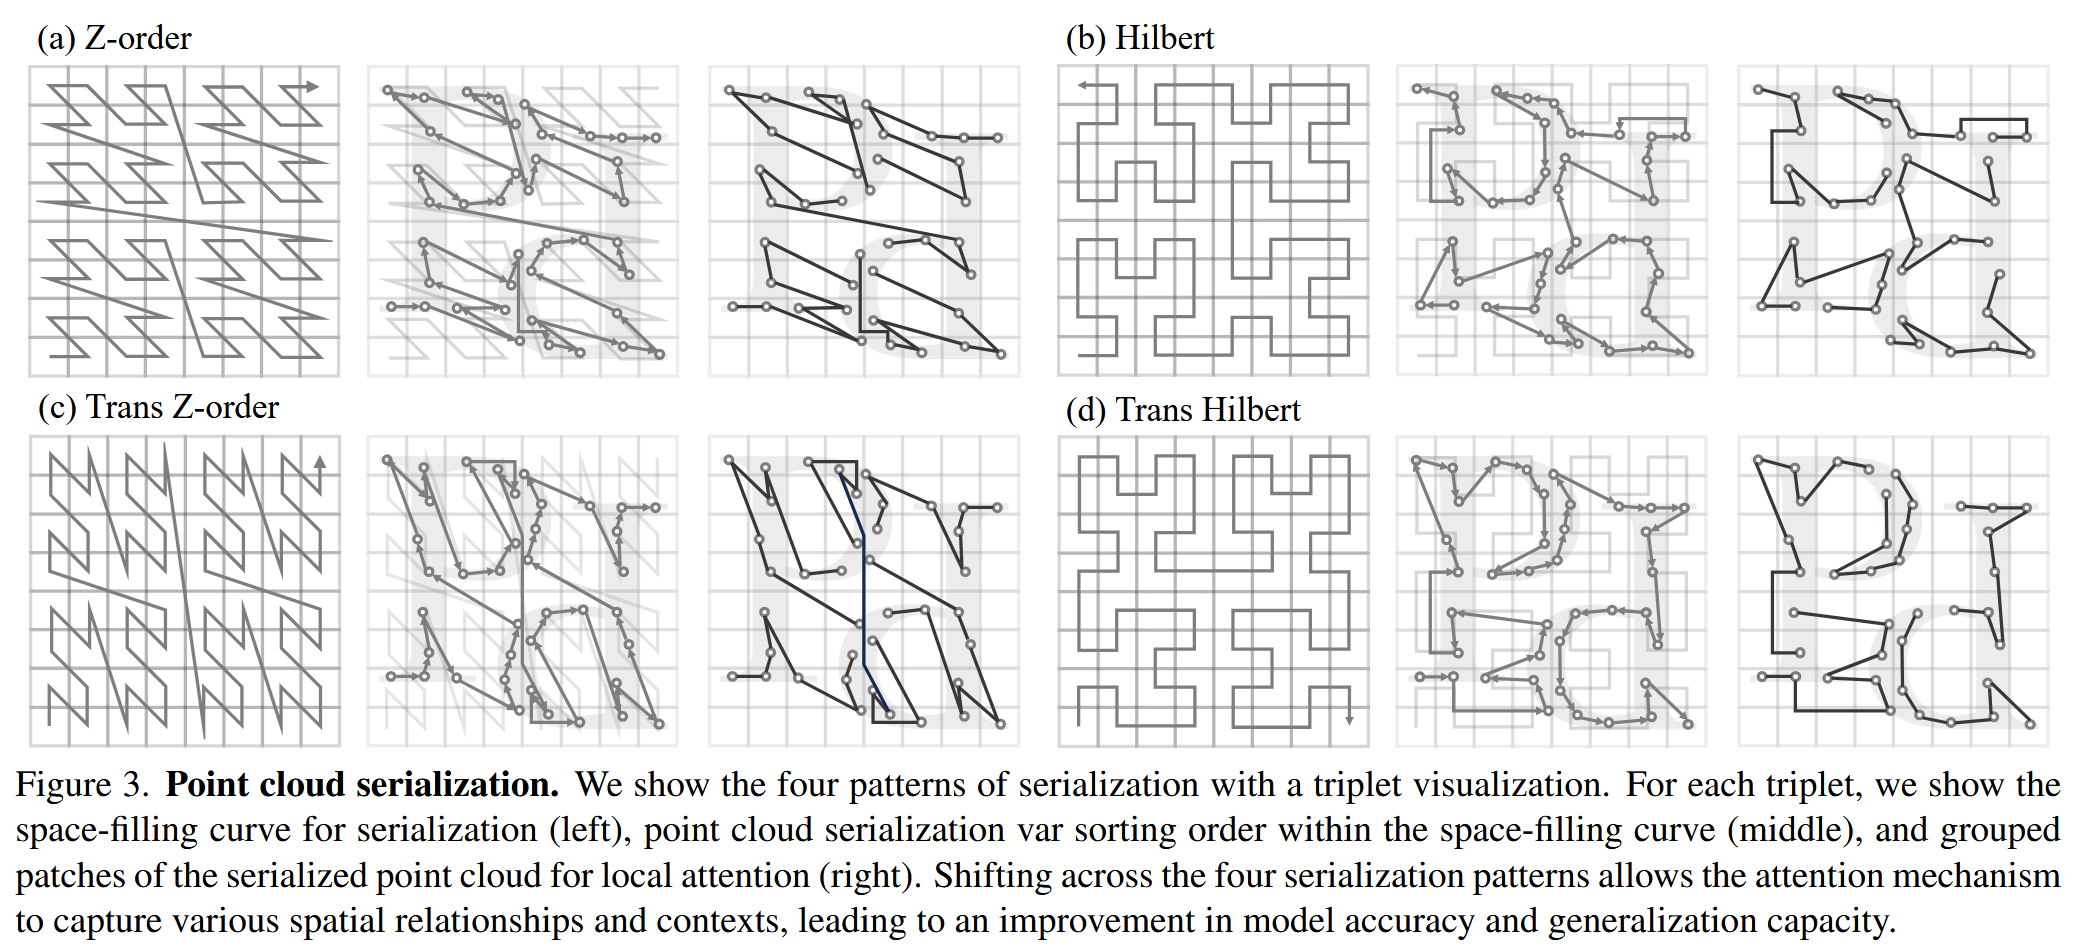 (a) Z-order
(b) Hilbert
(c) Trans Z-order
(d) Trans Hilbert
Figure 3. Point cloud serialization. We show the four patterns of serialization with a triplet visualization. For each triplet, we show the
space-filling curve for serialization (left), point cloud serialization var sorting order within the space-filling curve (middle), and grouped
patches of the serialized point cloud for local attention (right). Shifting across the four serialization patterns allows the attention mechanism
to capture various spatial relationships and contexts, leading to an improvement in model accuracy and generalization capacity.